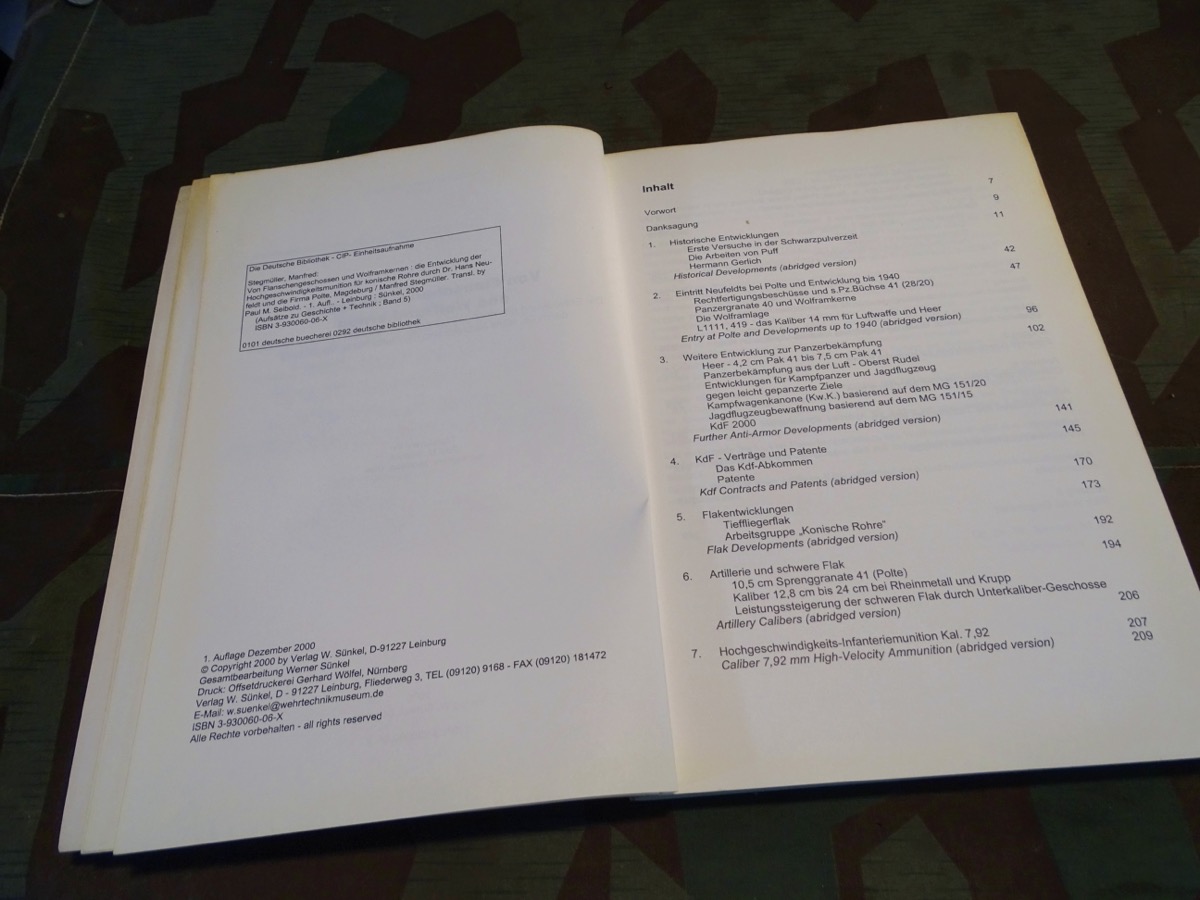 Die Deutsche Bibliothek - CIP- Einheitsaufnahme
Stegmüller, Manfred:
Von Flanschengeschossen und Wolframkernen : die Entwicklung der
Hochgeschwindigkeitsmunition für konische Rohre durch Dr. Hans Neu-
feldt und die Firma Polte, Magdeburg / Manfred Stegmüller. Transl. by
Paul M. Seibold. - 1. Aufl. - Leinburg : Sünkel, 2000
(Aufsätze zu Geschichte + Technik ; Band 5)
ISBN 3-930060-06-X
0101 deutsche buecherei 0292 deutsche bibliothek
1. Auflage Dezember 2000
© Copyright 2000 by Verlag W. Sünkel, D-91227 Leinburg
Gesamtbearbeitung Werner Sünkel
Druck: Offsetdruckerei Gerhard Wölfel, Nürnberg
Verlag W. Sünkel, D - 91227 Leinburg, Fliederweg 3, TEL (09120) 9168 - FAX (09120) 181472
E-Mail: w.suenkel@wehrtechnikmuseum.de
ISBN 3-930060-06-X
Alle Rechte vorbehalten - all rights reserved
Inhalt
Vorwort 7
Danksagung 9
1. Historische Entwicklungen 11
Erste Versuche in der Schwarzpulverzeit
Die Arbeiten von Puff
Hermann Gerlich
Historical Developments (abridged version) 42
2. Eintritt Neufeldts bei Polte und Entwicklung bis 1940 47
Rechtfertigungsbeschüsse und s.Pz.Büchse 41 (28/20)
Panzergranate 40 und Wolframkerne
Die Wolframlage
L1111, 419 - das Kaliber 14 mm für Luftwaffe und Heer
Entry at Polte and Developments up to 1940 (abridged version) 96
3. Weitere Entwicklung zur Panzerbekämpfung 102
Heer - 4,2 cm Pak 41 bis 7,5 cm Pak 41
Panzerbekämpfung aus der Luft - Oberst Rudel
Entwicklungen für Kampfpanzer und Jagdflugzeug
gegen leicht gepanzerte Ziele
Kampfwagenkanone (Kw.K.) basierend auf dem MG 151/20
Jagdflugzeugbewaffnung basierend auf dem MG 151/15
KdF 2000
Further Anti-Armor Developments (abridged version) 141
4. KdF - Verträge und Patente 145
Das Kdf-Abkommen
Patente
Kdf Contracts and Patents (abridged version) 170
5. Flakentwicklungen 173
Tieffliegerflak
Arbeitsgruppe „Konische Rohre"
Flak Developments (abridged version) 192
6. Artillerie und schwere Flak 194
10,5 cm Sprenggranate 41 (Polte)
Kaliber 12,8 cm bis 24 cm bei Rheinmetall und Krupp
Leistungssteigerung der schweren Flak durch Unterkaliber-Geschosse
Artillery Calibers (abridged version) 206
7. Hochgeschwindigkeits-Infanteriemunition Kal. 7,92 207
Caliber 7,92 mm High-Velocity Ammunition (abridged version) 209